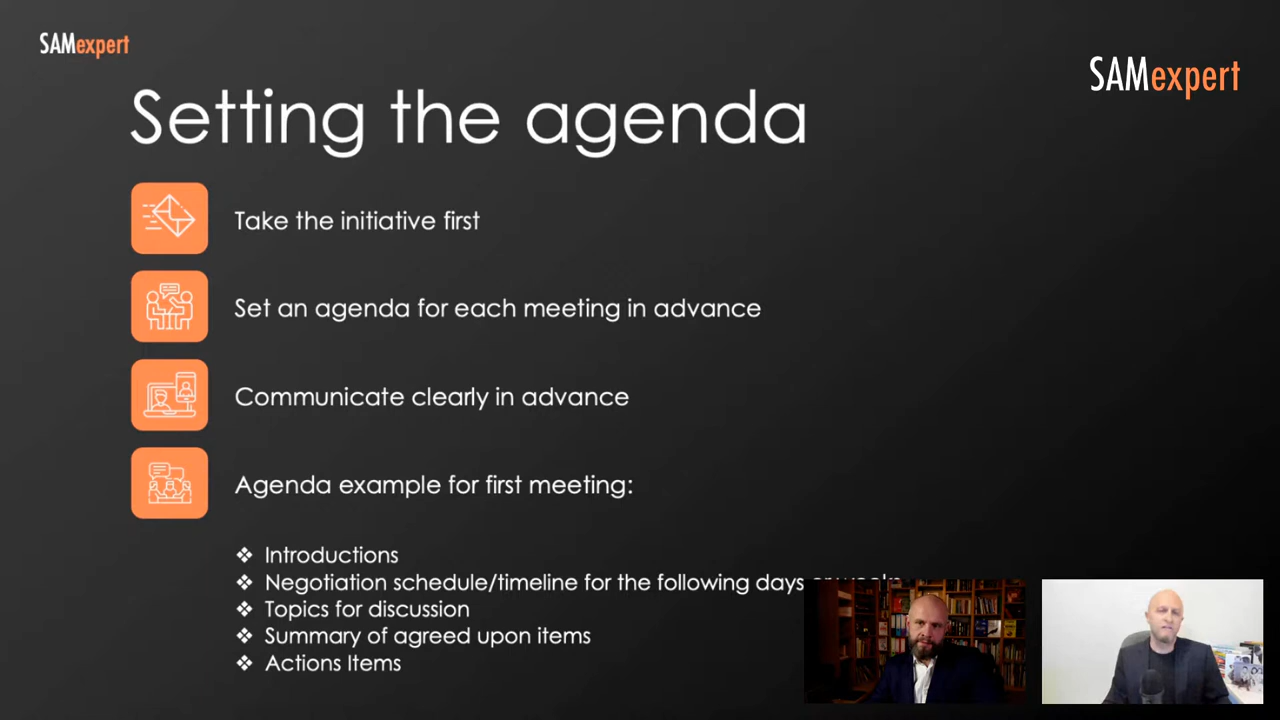 SAMexpert
SAMexpert
Setting the agenda
Take the initiative first
Set an agenda for each meeting in advance
Communicate clearly in advance
Agenda example for first meeting:
❖ Introductions
❖ Negotiation schedule/timeline for the following days
❖ Topics for discussion
❖ Summary of agreed upon items
❖ Actions Items